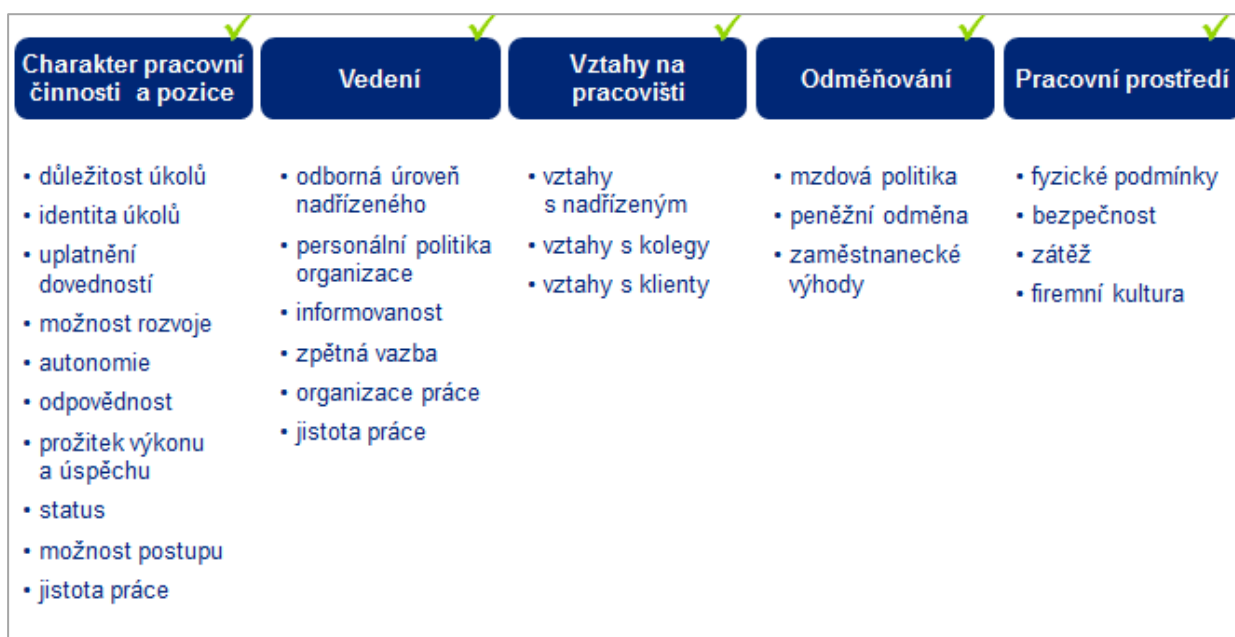 Charakter pracovní
činnosti a pozice
• důležitost úkolů
• identita úkolů
• uplatnění
dovedností
• možnost rozvoje
• autonomie
• odpovědnost
• prožitek výkonu
a úspěchu
• status
• možnost postupu
• jistota práce
Vedení
• odborná úroveň
nadřízeného
• personální politika
organizace
• informovanost
• zpětná vazba
• organizace práce
• jistota práce
Vztahy na
pracovišti
• vztahy
s nadřízeným
• vztahy s kolegy
• vztahy s klienty
Odměňování
• mzdová politika
• peněžní odměna
• zaměstnanecké
výhody
Pracovní prostředí
• fyzické podmínky
• bezpečnost
• zátěž
• firemní kultura